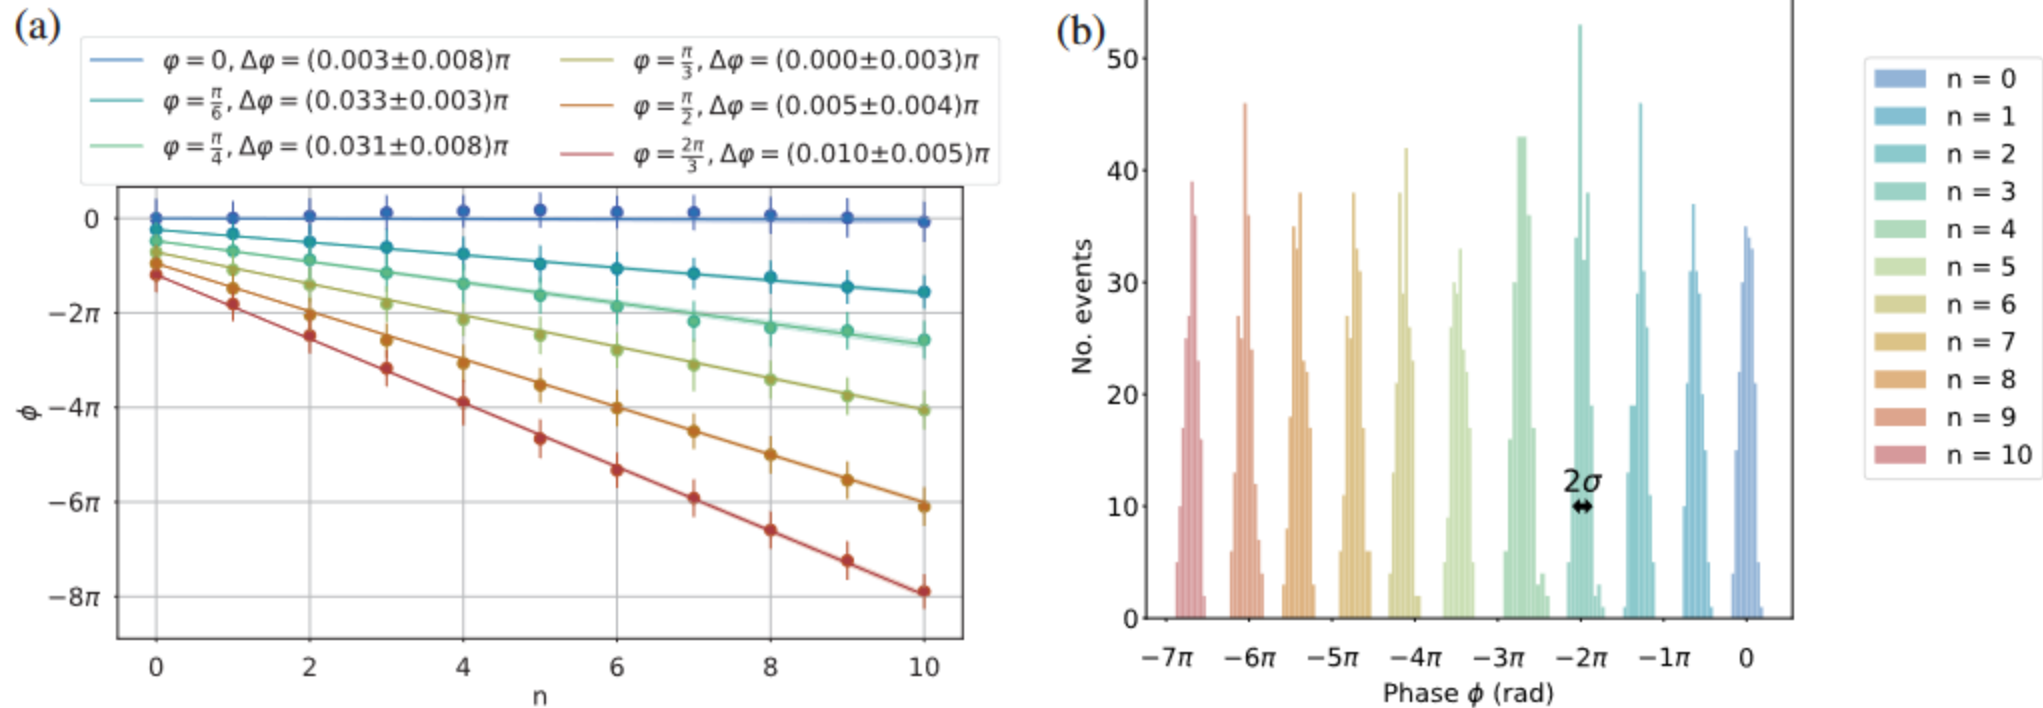 (a)
φ = 0, Δφ = (0.003±0.008)π
φ = π/6, Δφ = (0.033±0.003)π
φ = π/4, Δφ = (0.031±0.008)π
φ = π/3, Δφ = (0.000±0.003)π
φ = π/2, Δφ = (0.005±0.004)π
φ = 2π/3, Δφ = (0.010±0.005)π
0
−2π
−4π
−6π
−8π
ϕ
0 2 4 6 8 10
n
(b)
50
40
30
20
10
0
No. events
2σ
−7π −6π −5π −4π −3π −2π −1π 0
Phase ϕ (rad)
n = 0
n = 1
n = 2
n = 3
n = 4
n = 5
n = 6
n = 7
n = 8
n = 9
n = 10